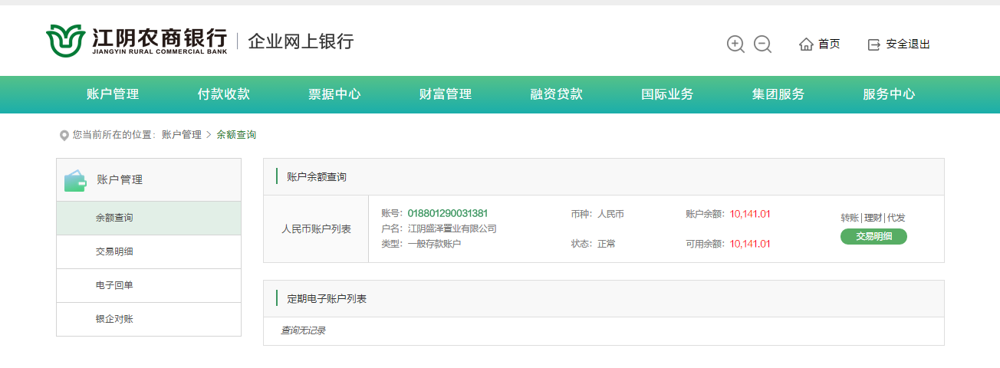 江阴农商银行
JIANGYIN RURAL COMMERCIAL BANK
企业网上银行
首页
安全退出
账户管理 付款收款 票据中心 财富管理 融资贷款 国际业务 集团服务 服务中心
您当前所在的位置： 账户管理 > 余额查询
账户管理
余额查询
交易明细
电子回单
银企对账
账户余额查询
人民币账户列表
账号：018801290031381 币种：人民币 账户余额：10,141.01
户名：江阴盛泽置业有限公司
类型：一般存款账户 状态：正常 可用余额：10,141.01
转账 | 理财 | 代发
交易明细
定期电子账户列表
查询无记录